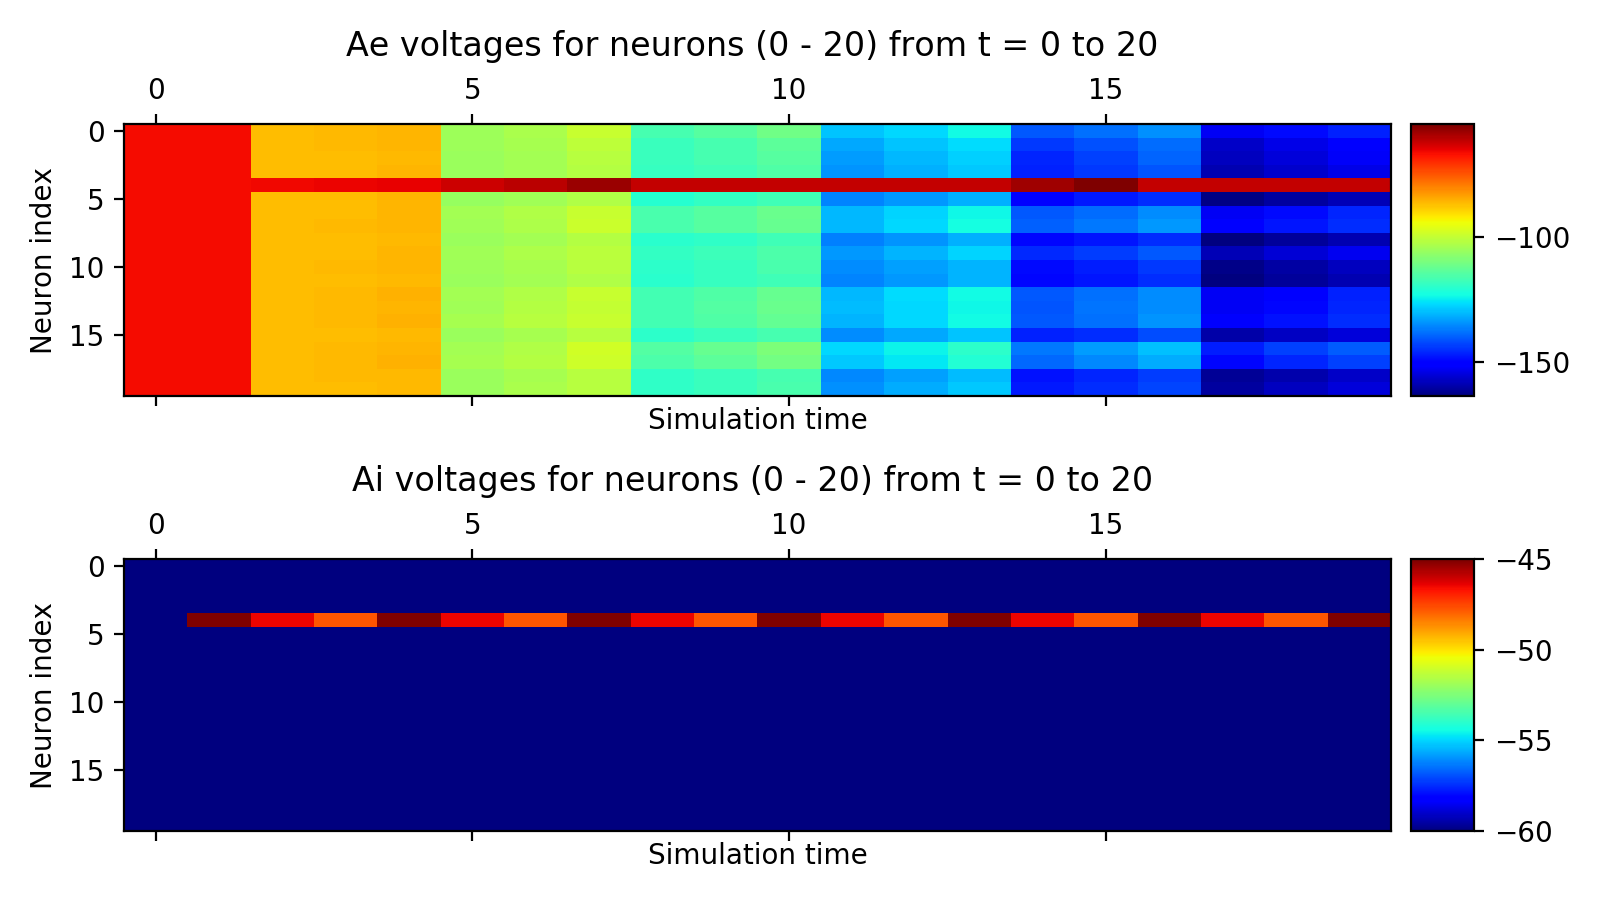 Ae voltages for neurons (0 - 20) from t = 0 to 20
0 5 10 15
Neuron index
0
5
10
15
−100
−150
Simulation time
Ai voltages for neurons (0 - 20) from t = 0 to 20
0 5 10 15
Neuron index
0
5
10
15
−45
−50
−55
−60
Simulation time